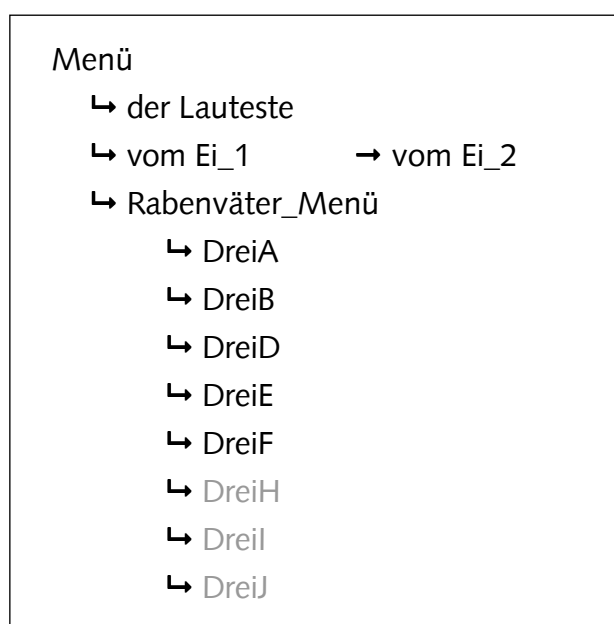 Menü
↳ der Lauteste
↳ vom Ei_1 → vom Ei_2
↳ Rabenväter_Menü
↳ DreiA
↳ DreiB
↳ DreiD
↳ DreiE
↳ DreiF
↳ DreiH
↳ DreiI
↳ DreiJ